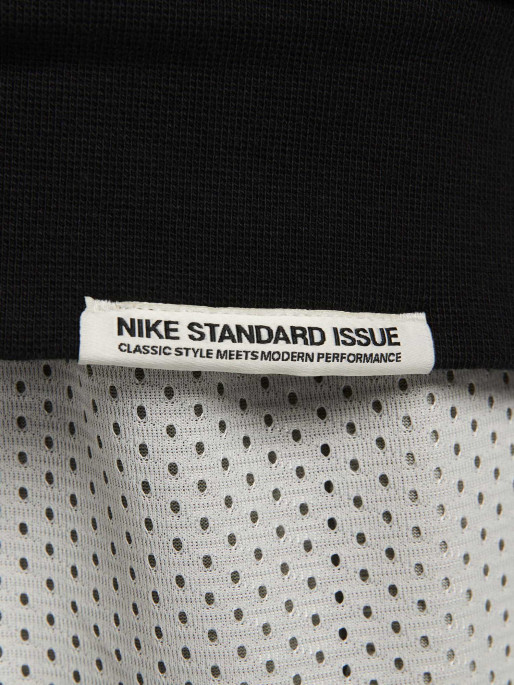 NIKE STANDARD ISSUE
CLASSIC STYLE MEETS MODERN PERFORMANCE